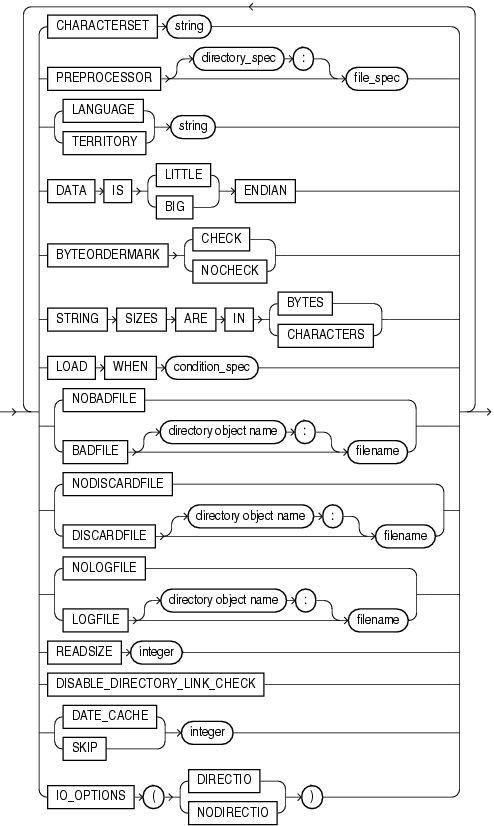 CHARACTERSET string
directory_spec :
PREPROCESSOR file_spec
LANGUAGE
TERRITORY
string
LITTLE
DATA IS ENDIAN
BIG
CHECK
BYTEORDERMARK
NOCHECK
BYTES
STRING SIZES ARE IN
CHARACTERS
LOAD WHEN condition_spec
NOBADFILE
directory object name :
BADFILE filename
NODISCARDFILE
directory object name :
DISCARDFILE filename
NOLOGFILE
directory object name :
LOGFILE filename
READSIZE integer
DISABLE_DIRECTORY_LINK_CHECK
DATE_CACHE
integer
SKIP
DIRECTIO
IO_OPTIONS ( )
NODIRECTIO